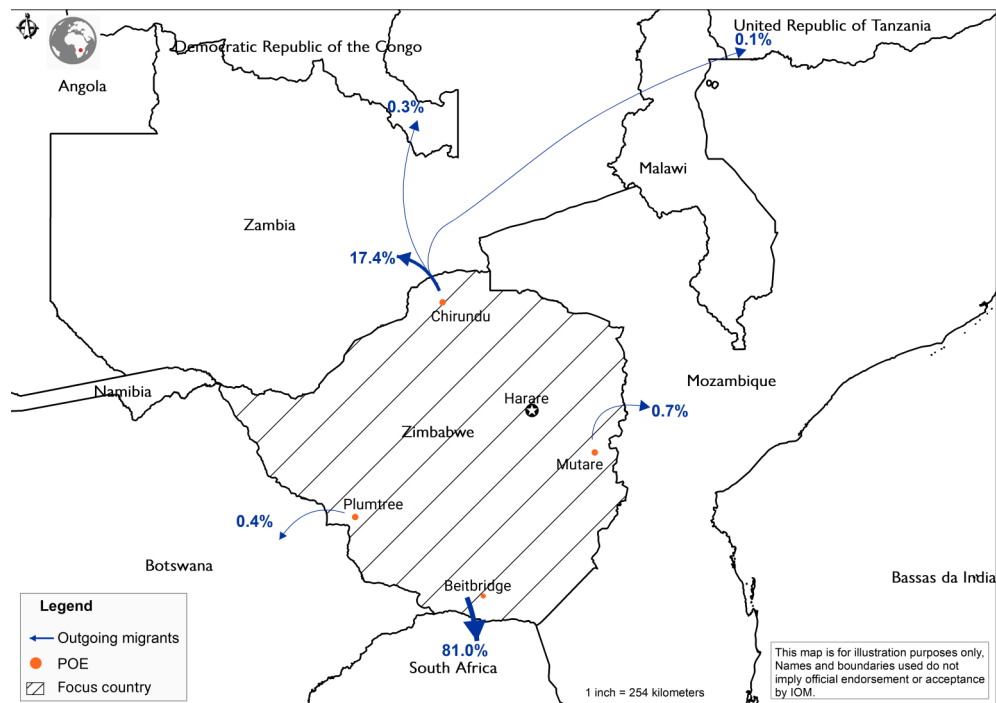 United Republic of Tanzania
0.1%
Democratic Republic of the Congo
Angola
0.3%
Malawi
Zambia
17.4%
Chirundu
Mozambique
Namibia
Harare
0.7%
Zimbabwe
Mutare
Plumtree
0.4%
Botswana
Beitbridge
Bassas da India
81.0%
South Africa
Legend
Outgoing migrants
POE
Focus country
1 inch = 254 kilometers
This map is for illustration purposes only,
Names and boundaries used do not
imply official endorsement or acceptance
by IOM.